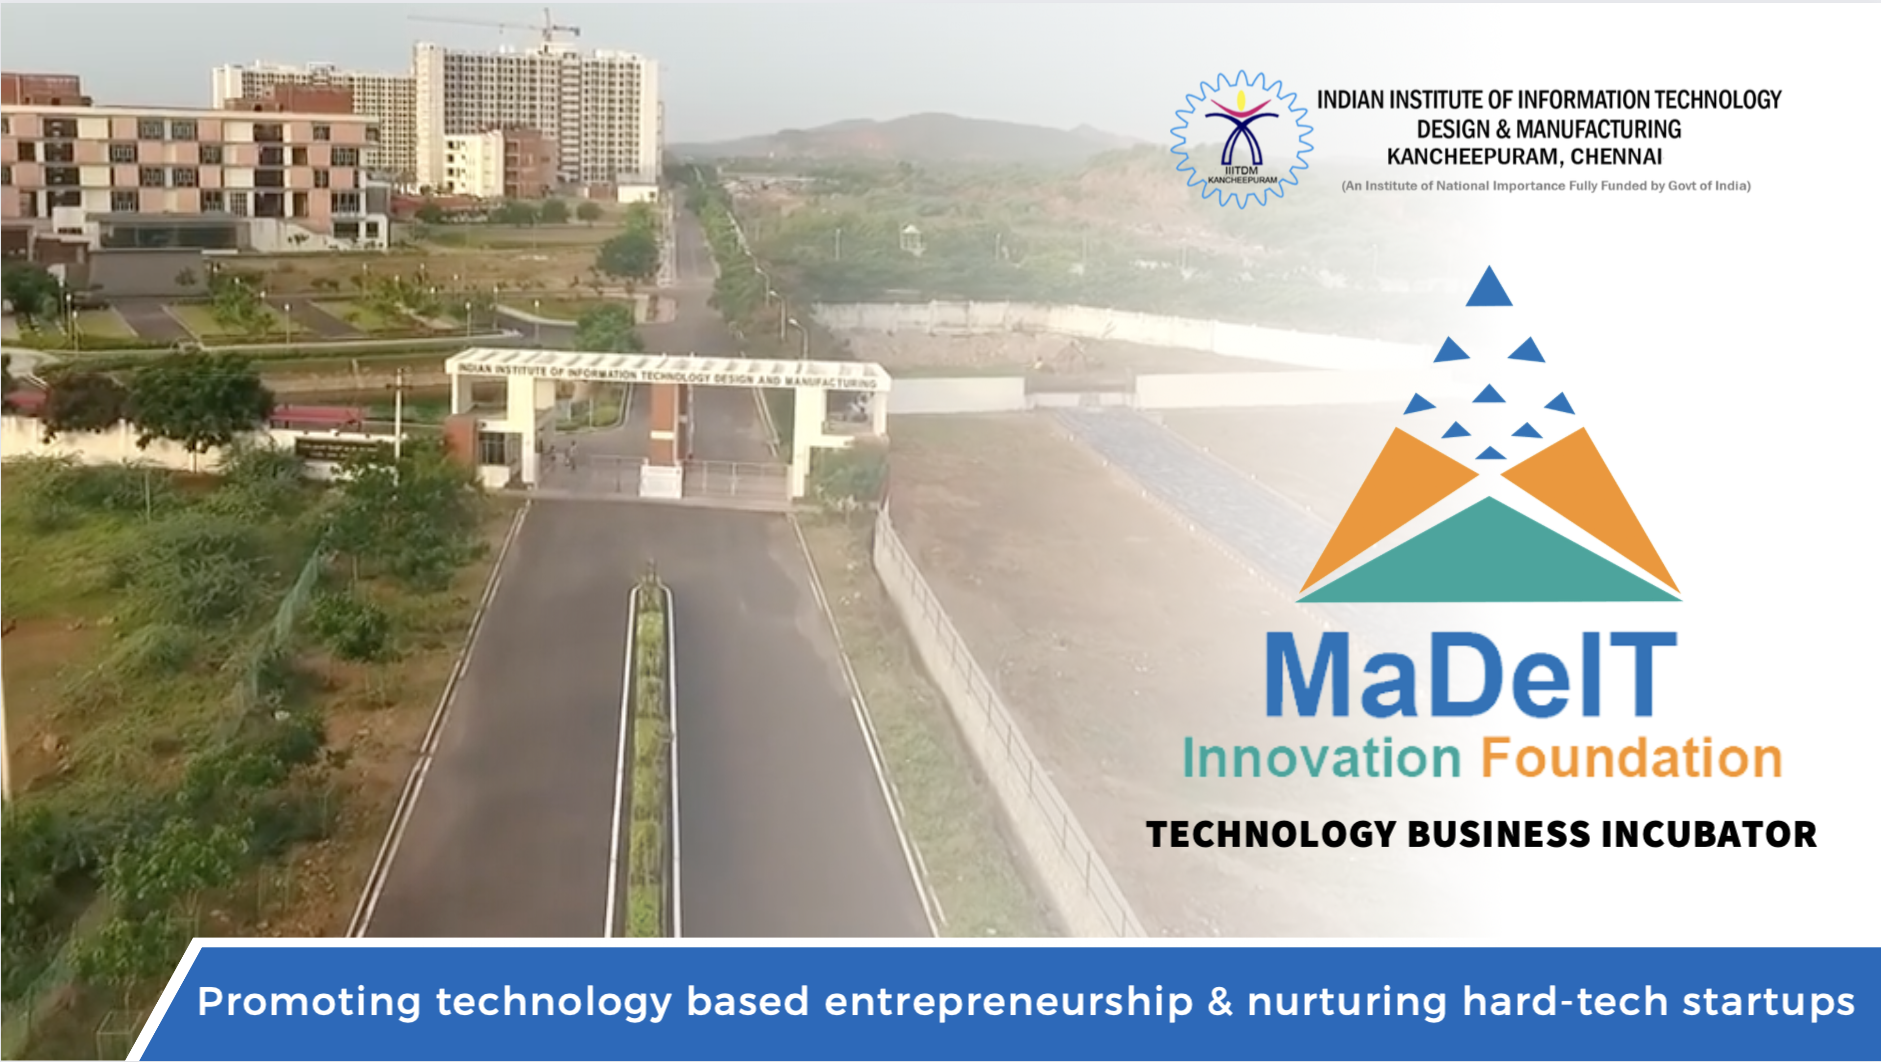 INDIAN INSTITUTE OF INFORMATION TECHNOLOGY
DESIGN & MANUFACTURING
KANCHEEPURAM, CHENNAI
(An Institute of National Importance Fully Funded by Govt of India)
IIITDM
KANCHEEPURAM
INDIAN INSTITUTE OF INFORMATION TECHNOLOGY DESIGN AND MANUFACTURING
MaDeIT
Innovation Foundation
TECHNOLOGY BUSINESS INCUBATOR
Promoting technology based entrepreneurship & nurturing hard-tech startups